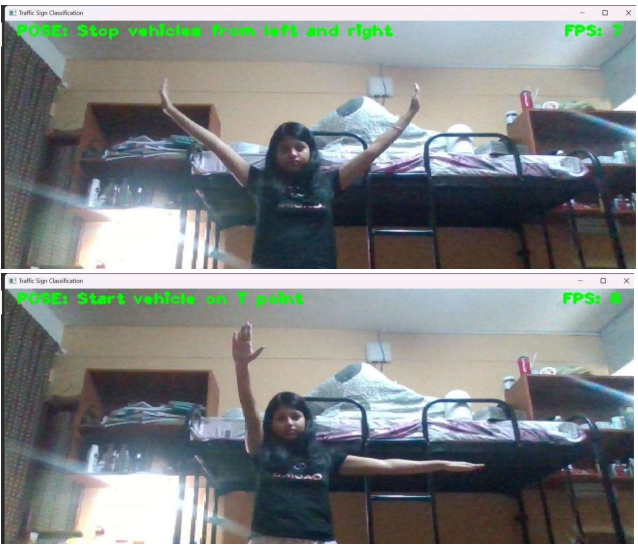 Traffic Sign Classification
POSE: Stop vehicles from left and right
FPS: 7
Traffic Sign Classification
POSE: Start vehicle on T point
FPS: 6